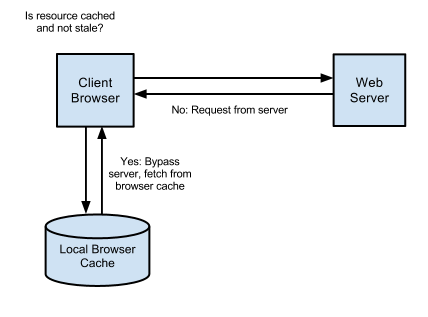 Is resource cached
and not stale?
Client
Browser
Web
Server
No: Request from server
Yes: Bypass
server, fetch from
browser cache
Local Browser
Cache